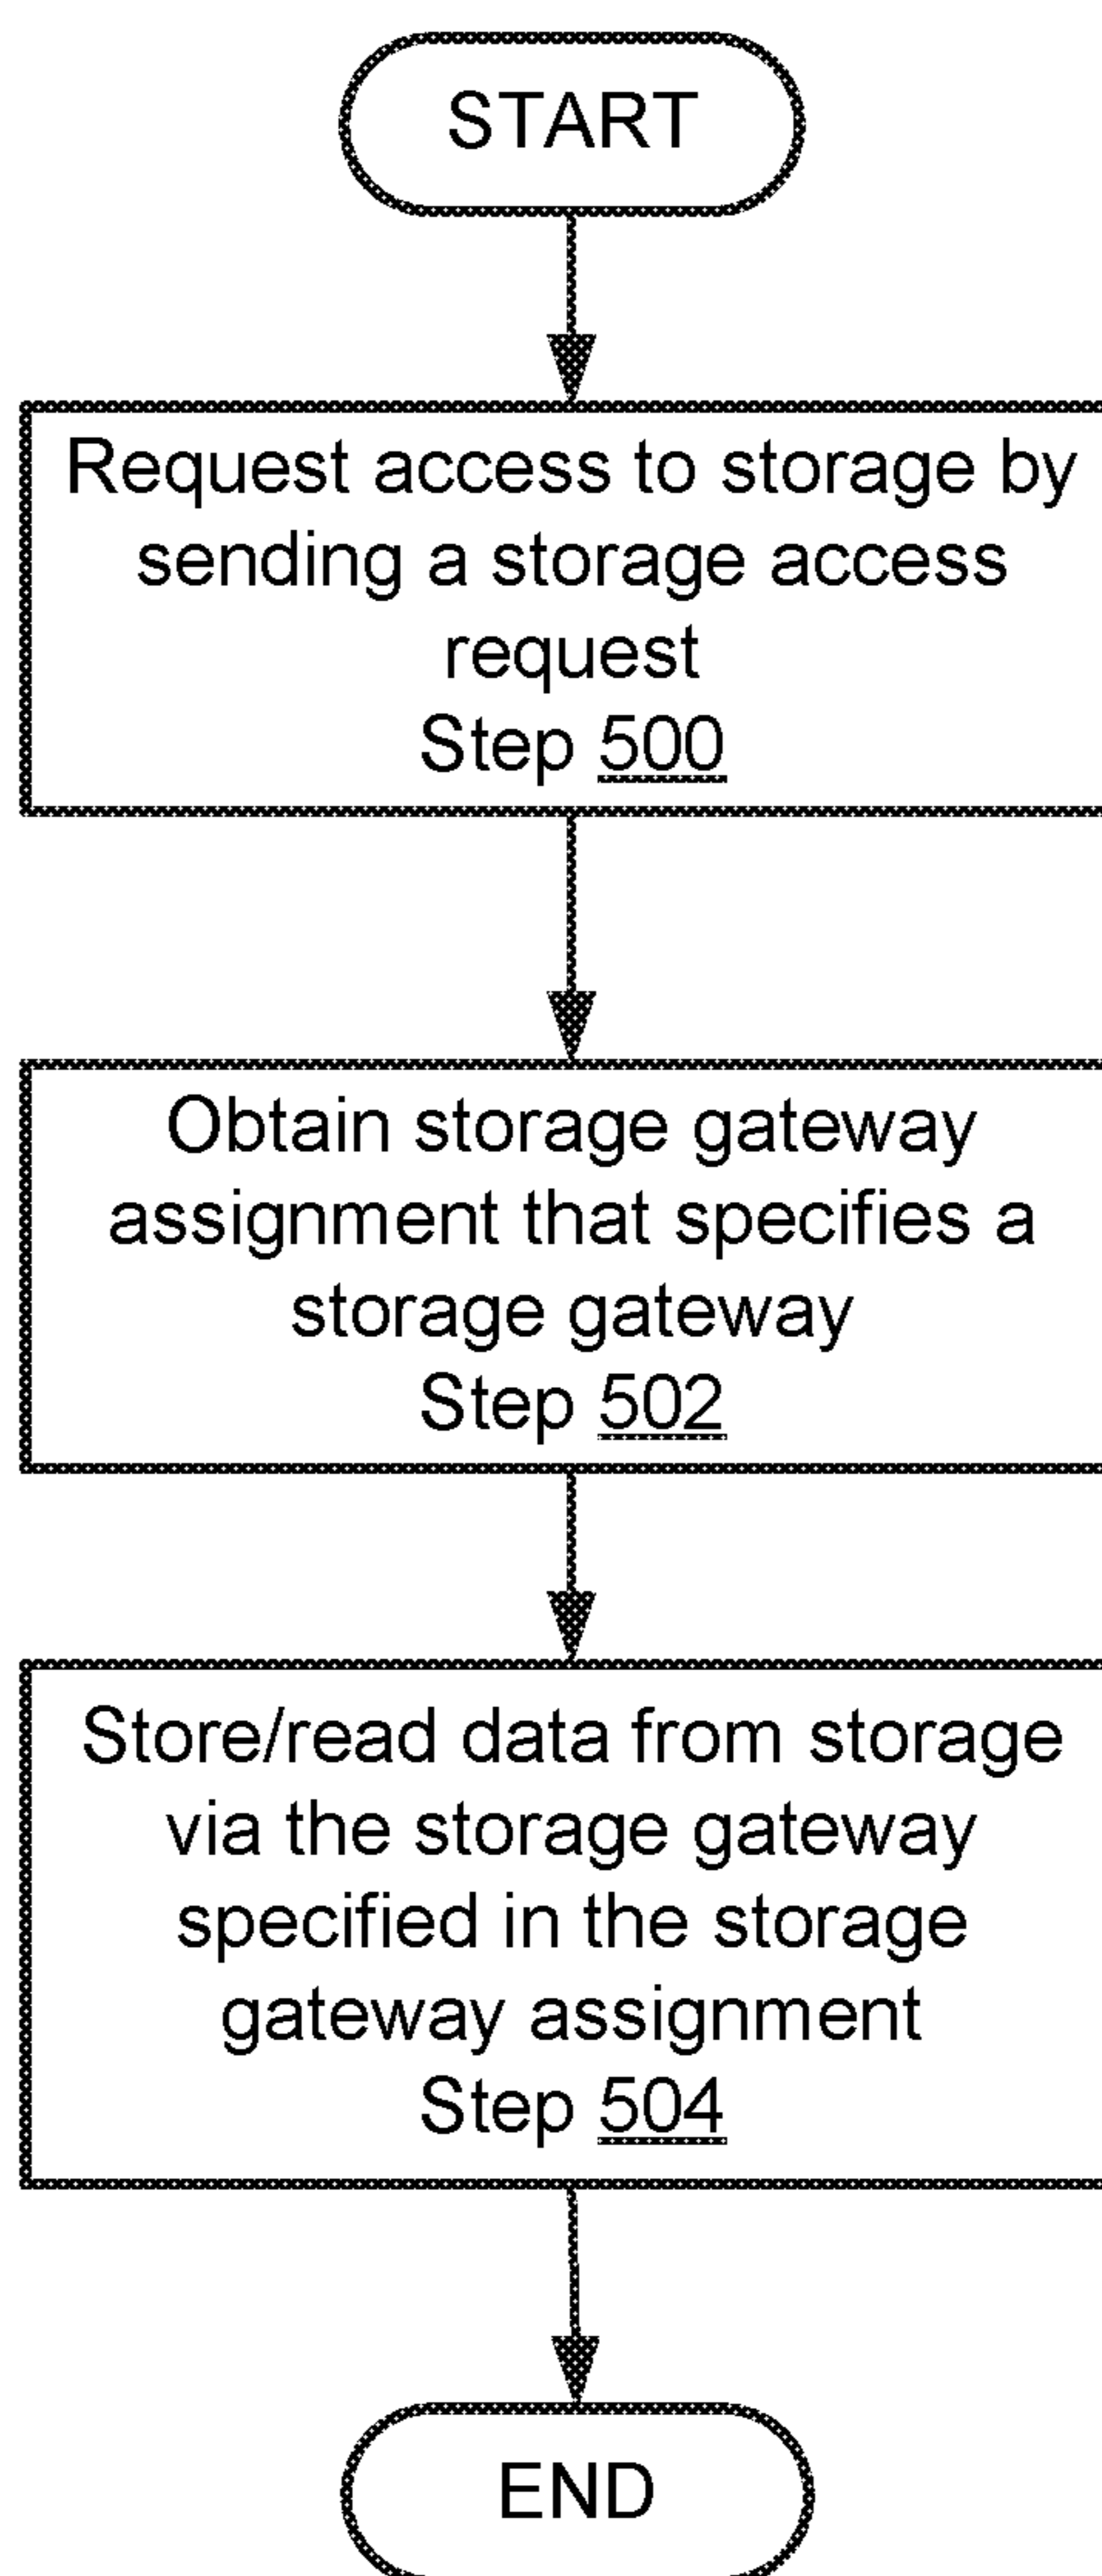 START
Request access to storage by
sending a storage access
request
Step 500
Obtain storage gateway
assignment that specifies a
storage gateway
Step 502
Store/read data from storage
via the storage gateway
specified in the storage
gateway assignment
Step 504
END